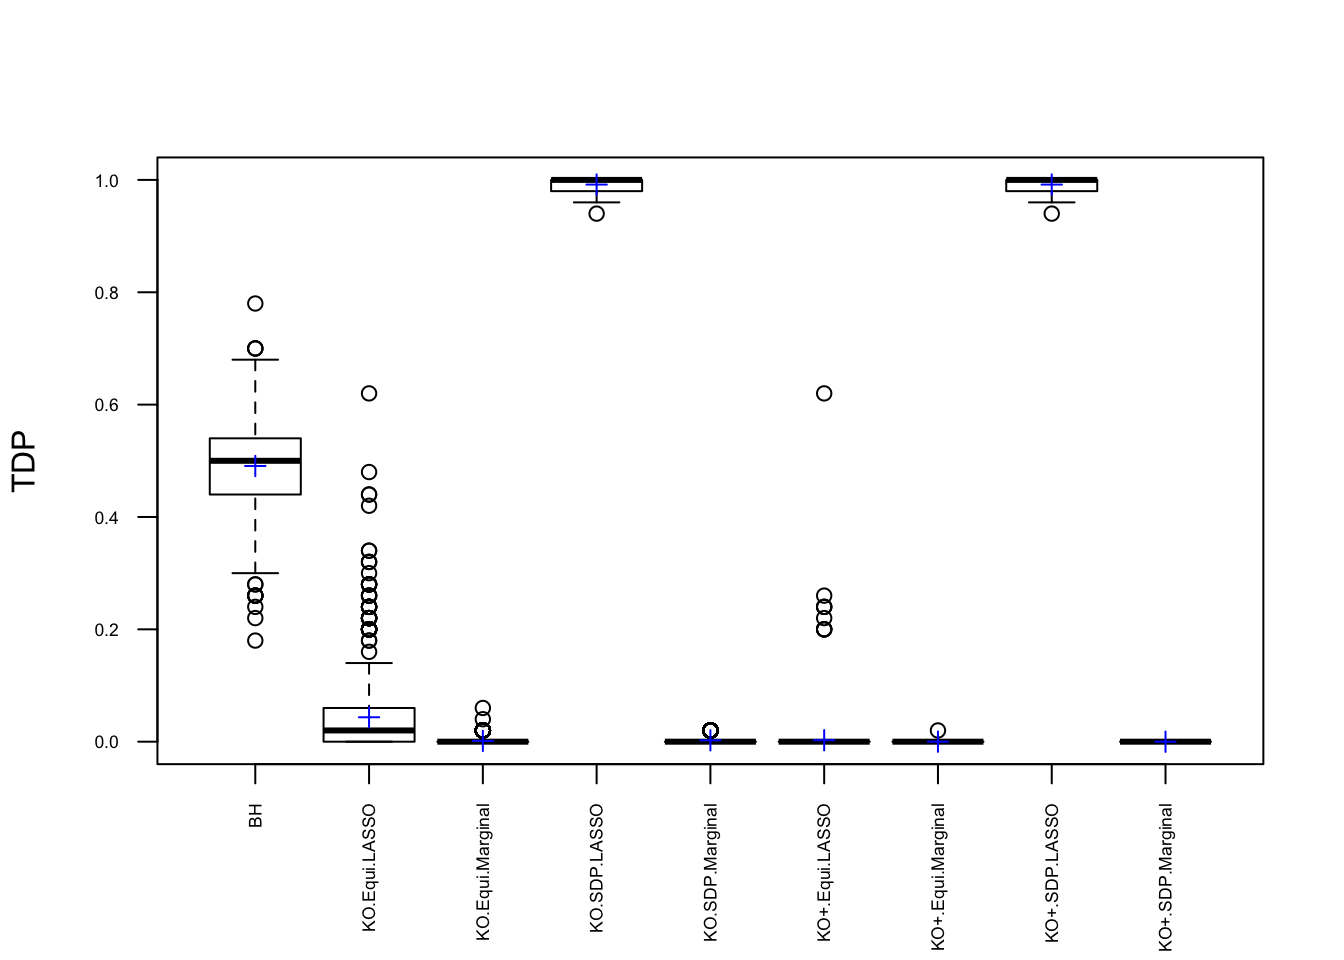 TDP
1.0
0.8
0.6
0.4
0.2
0.0
BH
KO.Equi.LASSO
KO.Equi.Marginal
KO.SDP.LASSO
KO.SDP.Marginal
KO+.Equi.LASSO
KO+.Equi.Marginal
KO+.SDP.LASSO
KO+.SDP.Marginal